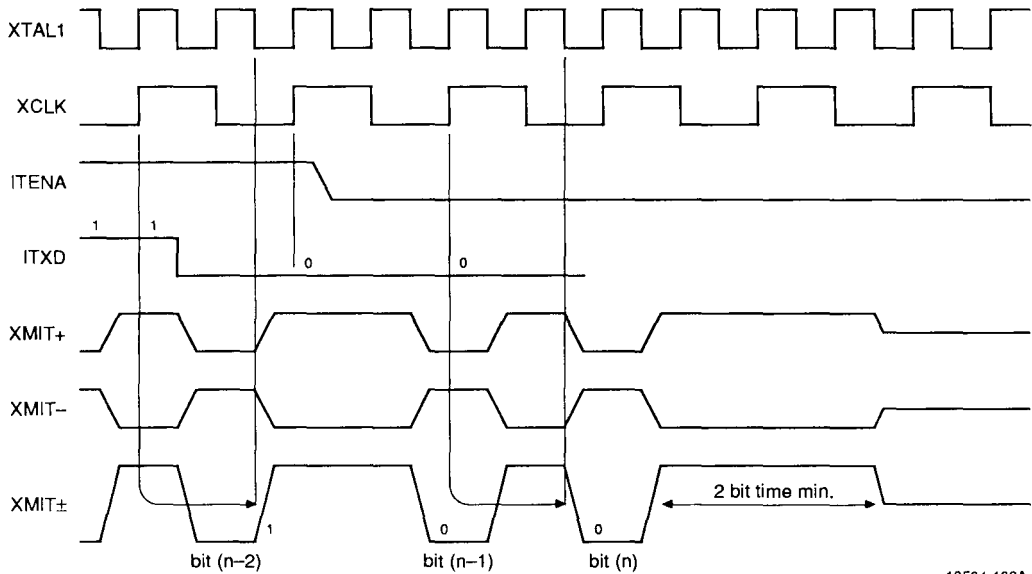 XTAL1
XCLK
ITENA
1 1
ITXD
0 0
XMIT+
XMIT–
XMIT±
2 bit time min.
1 0 0
bit (n–2) bit (n–1) bit (n)